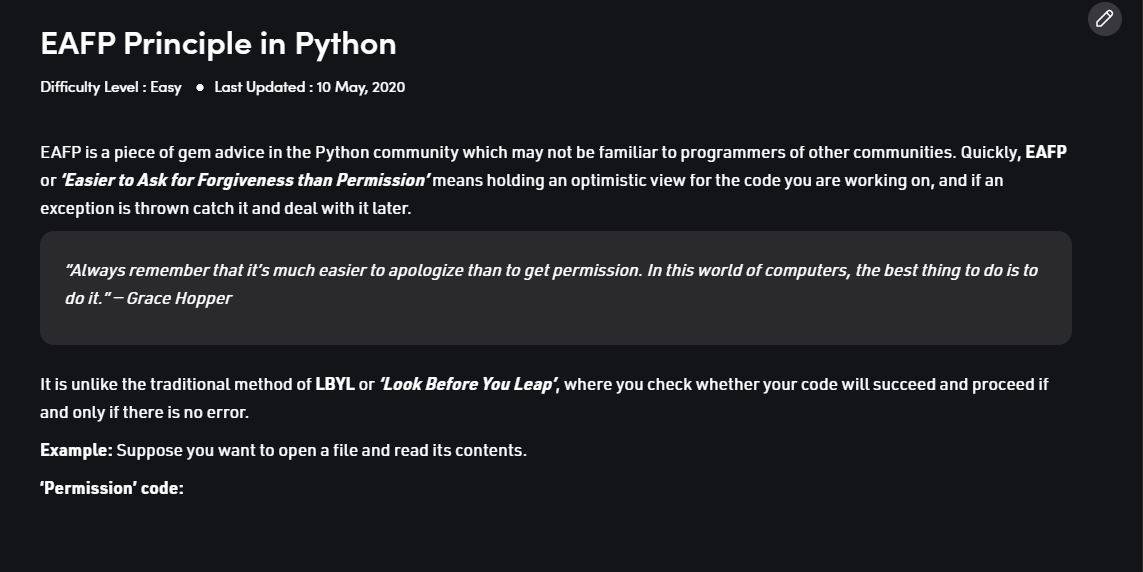 EAFP Principle in Python
Difficulty Level : Easy ● Last Updated : 10 May, 2020
EAFP is a piece of gem advice in the Python community which may not be familiar to programmers of other communities. Quickly, EAFP
or ‘Easier to Ask for Forgiveness than Permission’ means holding an optimistic view for the code you are working on, and if an
exception is thrown catch it and deal with it later.
“Always remember that it’s much easier to apologize than to get permission. In this world of computers, the best thing to do is to
do it.” – Grace Hopper
It is unlike the traditional method of LBYL or ‘Look Before You Leap’, where you check whether your code will succeed and proceed if
and only if there is no error.
Example: Suppose you want to open a file and read its contents.
‘Permission’ code: